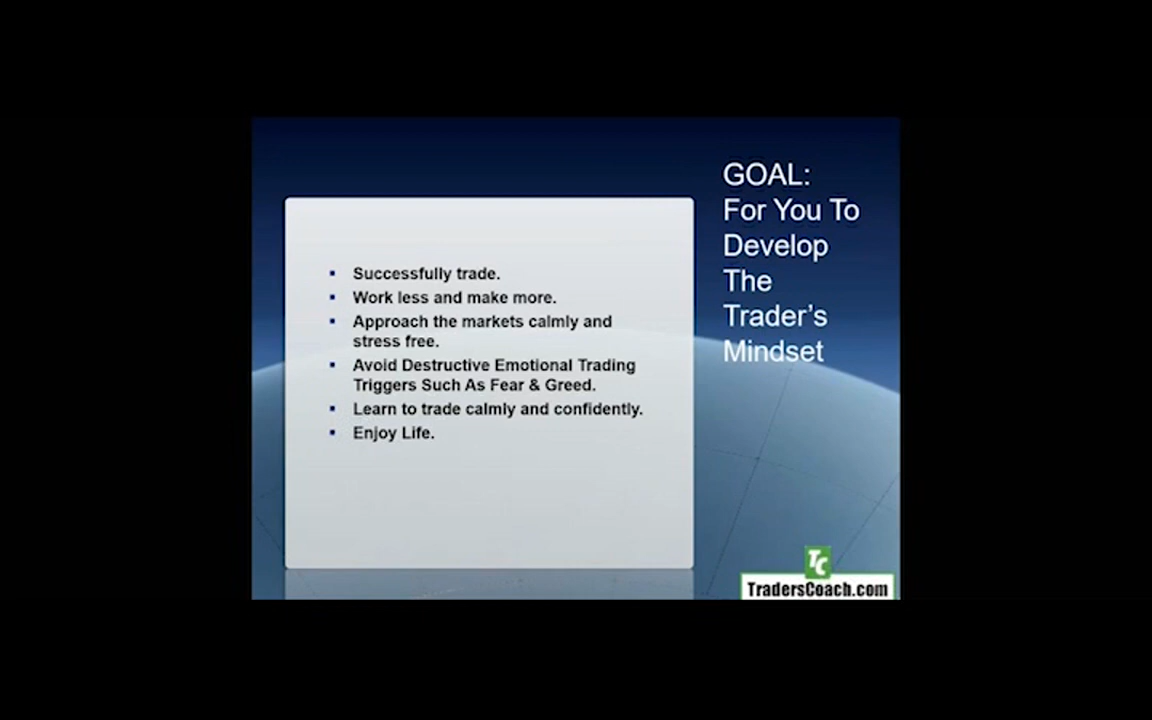 GOAL:
For You To
Develop
The
Trader’s
Mindset
▪ Successfully trade.
▪ Work less and make more.
▪ Approach the markets calmly and
stress free.
▪ Avoid Destructive Emotional Trading
Triggers Such As Fear & Greed.
▪ Learn to trade calmly and confidently.
▪ Enjoy Life.
TC
TradersCoach.com